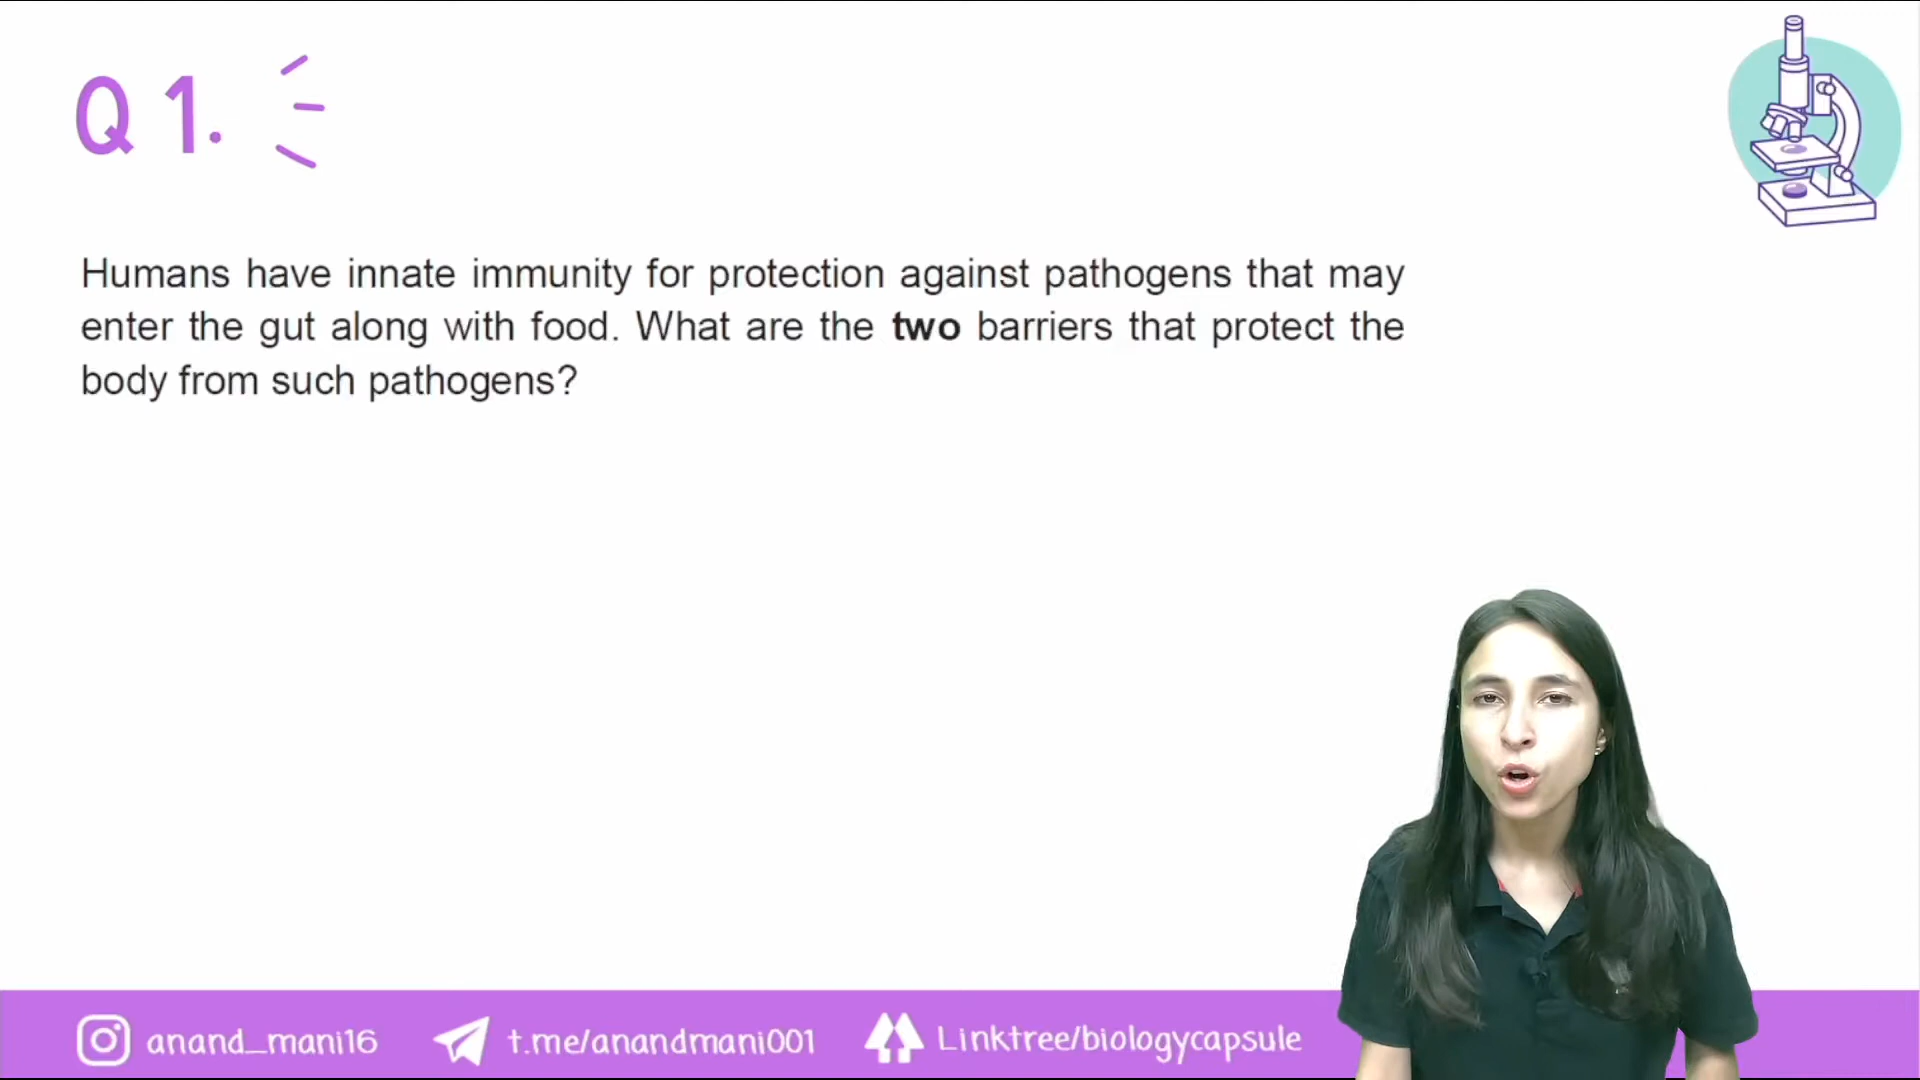 Q 1.
Humans have innate immunity for protection against pathogens that may
enter the gut along with food. What are the two barriers that protect the
body from such pathogens?
anand_mani16 t.me/anandmani001 Linktree/biologycapsule